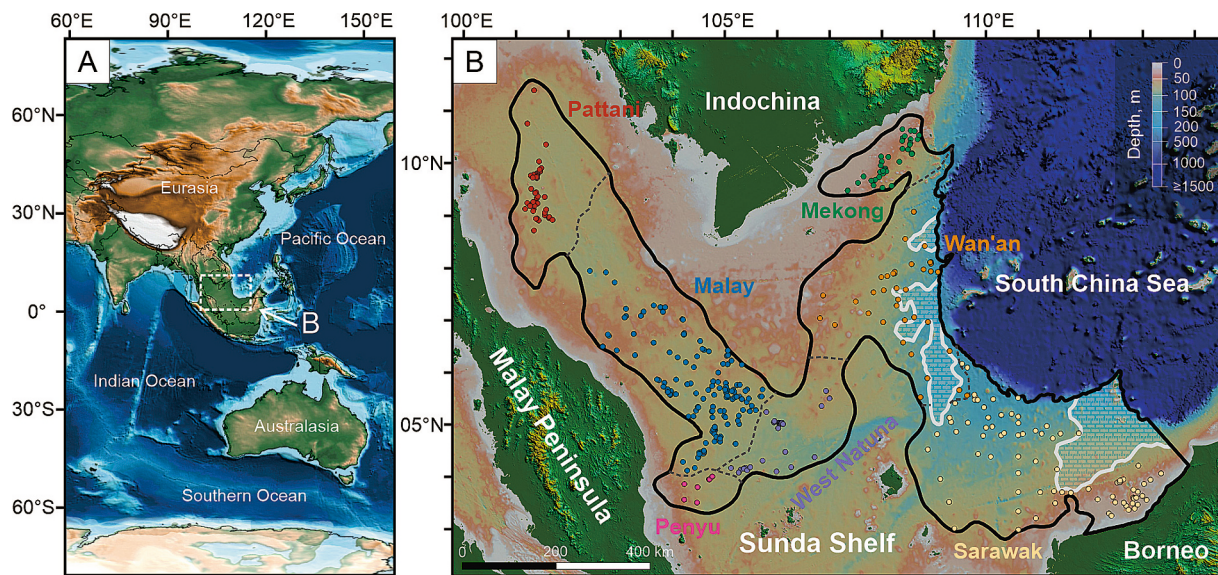 60°E 90°E 120°E 150°E
A
60°N
30°N
0°
30°S
60°S
Eurasia
Pacific Ocean
B
Indian Ocean
Australasia
Southern Ocean
100°E 105°E 110°E
B
10°N
05°N
Pattani
Indochina
Depth, m
0
50
100
150
200
500
1000
≥1500
Mekong
Wan'an
Malay
South China Sea
Malay Peninsula
West Natuna
Penyu
Sunda Shelf
Sarawak
Borneo
0 200 400 km